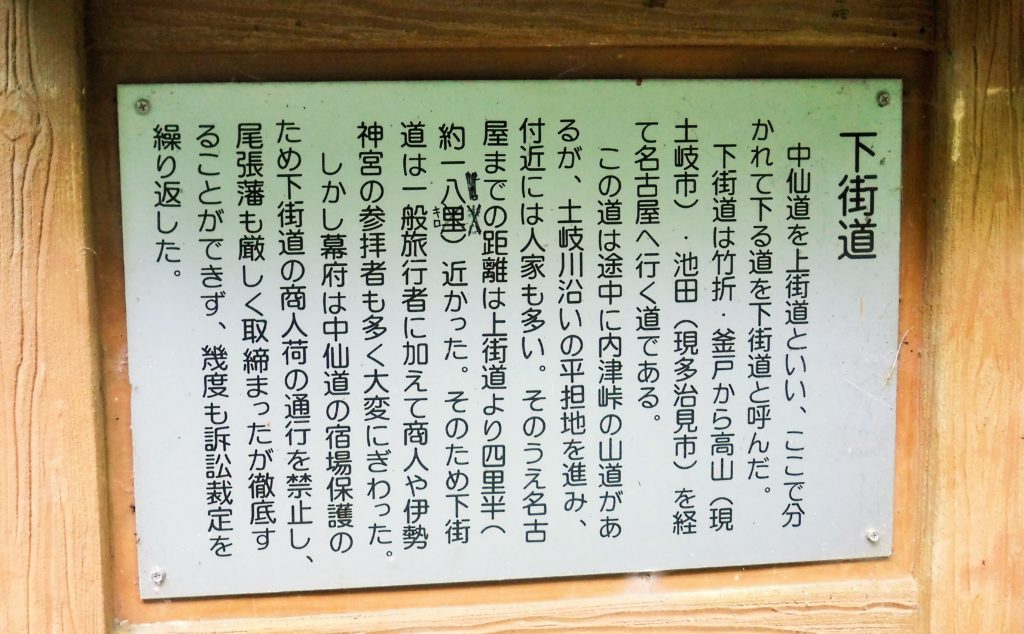 下街道
中仙道を上街道といい、ここで分
かれて下る道を下街道と呼んだ。
下街道は竹折・釜戸から高山（現
土岐市）・池田（現多治見市）を経
て名古屋へ行く道である。
この道は途中に内津峠の山道があ
るが、土岐川沿いの平担地を進み、
付近には人家も多い。そのうえ名古
屋までの距離は上街道より四里半（
約一八里）近かった。そのため下街
道は一般旅行者に加えて商人や伊勢
神宮の参拝者も多く大変にぎわった。
しかし幕府は中仙道の宿場保護の
ため下街道の商人荷の通行を禁止し、
尾張藩も厳しく取締まったが徹底す
ることができず、幾度も訴訟裁定を
繰り返した。